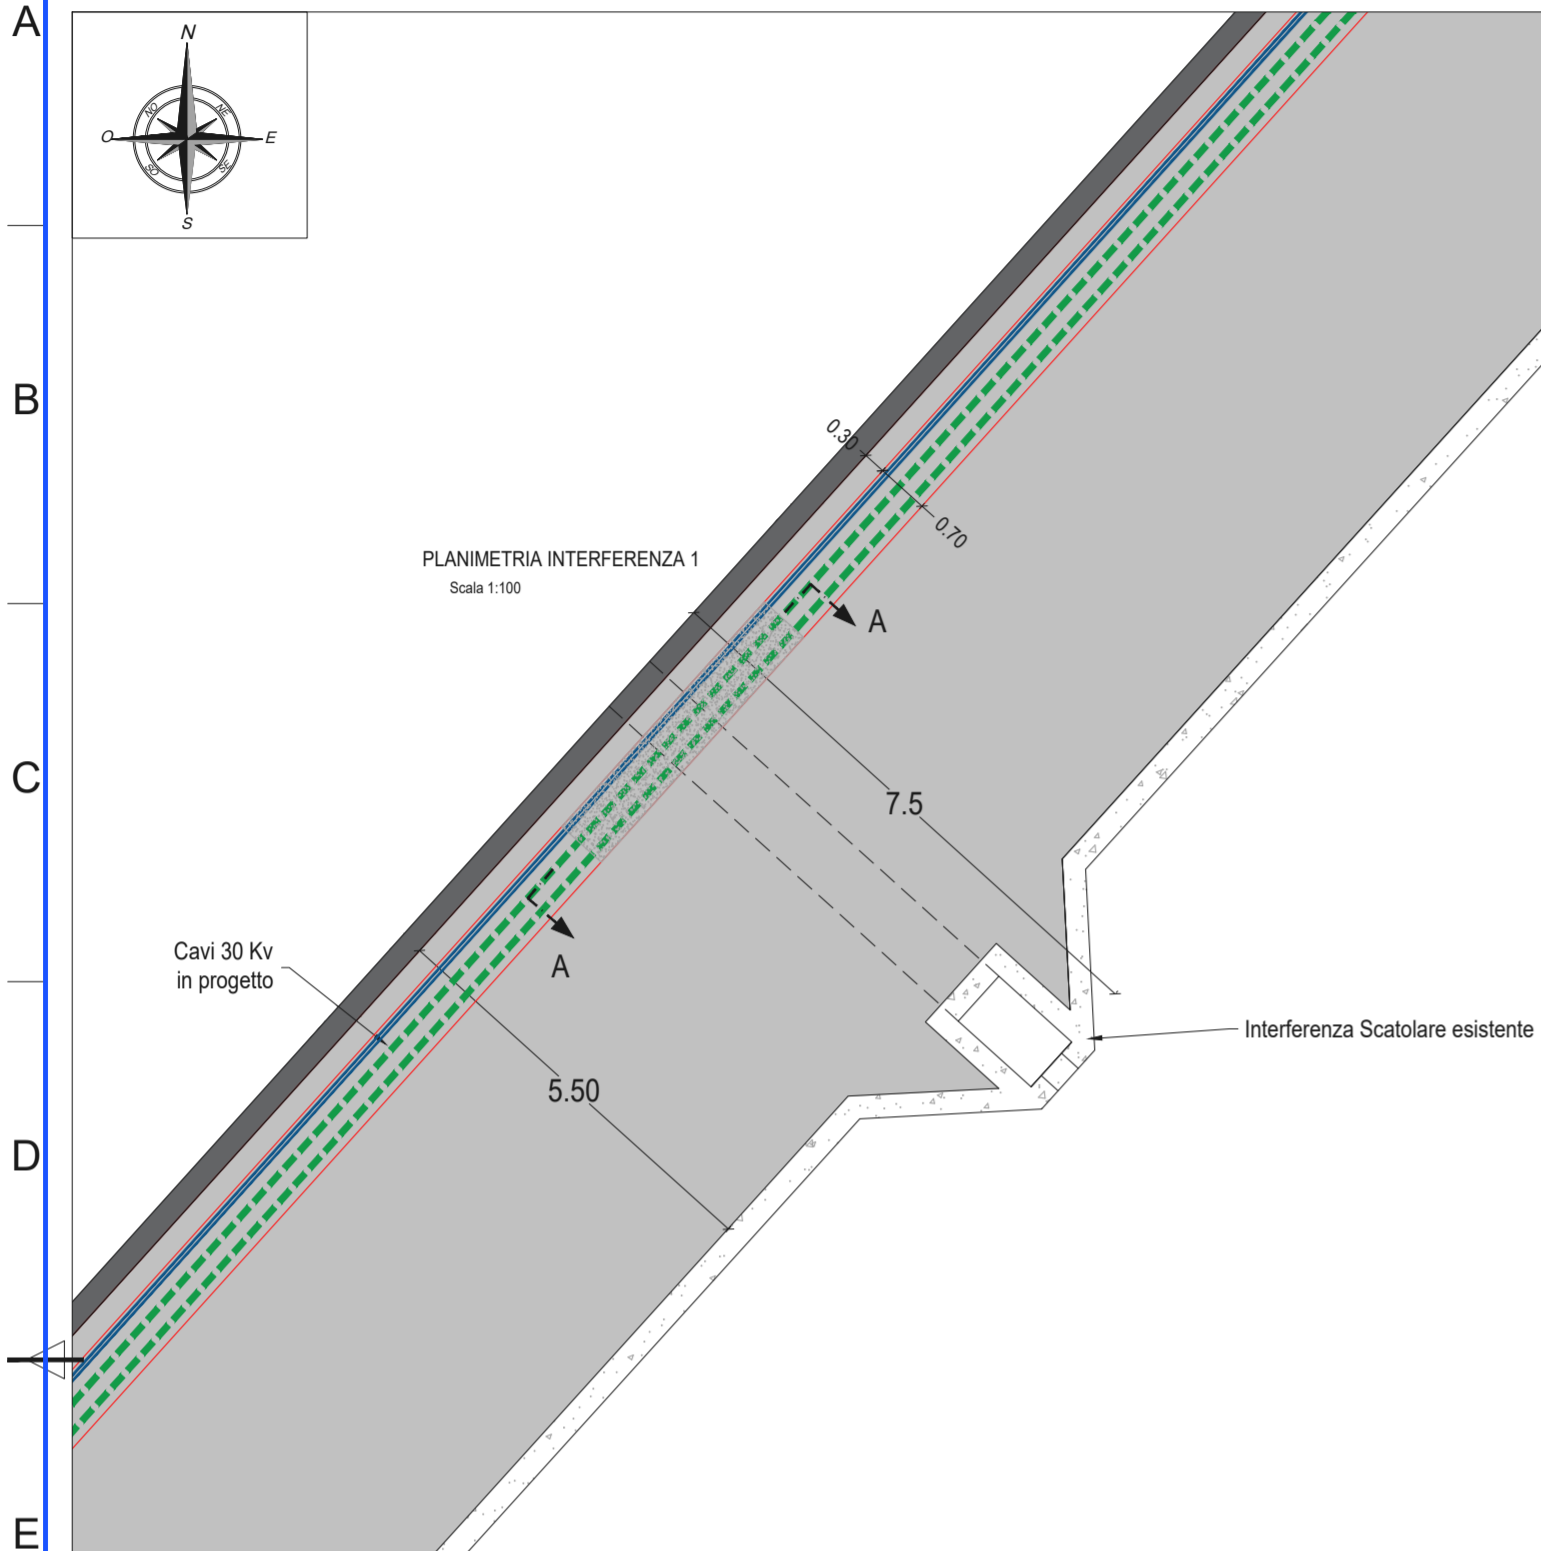 A
N
NO
NE
O
E
SO
SE
S
B
0.30
0.70
PLANIMETRIA INTERFERENZA 1
Scala 1:100
A
C
7.5
A
Cavi 30 Kv
in progetto
Interferenza Scatolare esistente
5.50
D
E